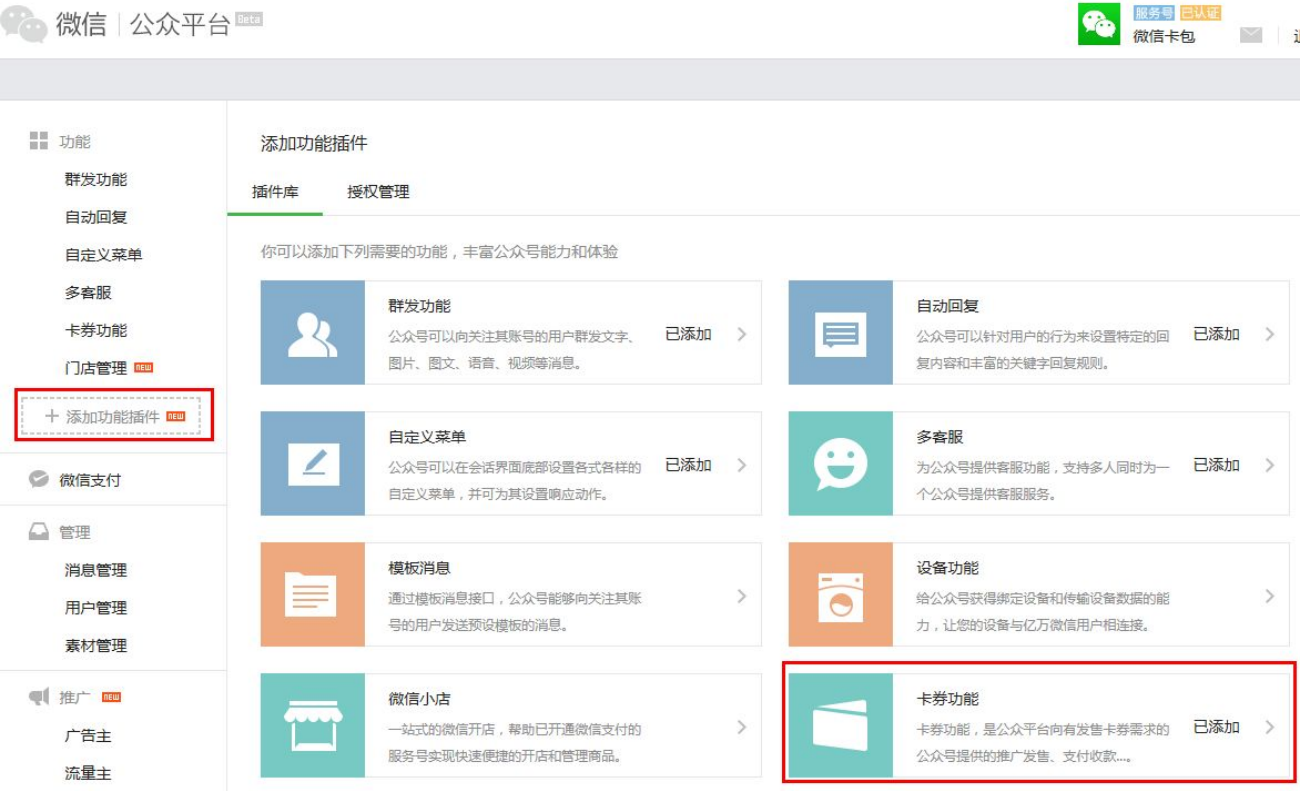 微信 公众平台 Beta
服务号 已认证
微信卡包
功能
群发功能
自动回复
自定义菜单
多客服
卡券功能
门店管理 NEW
+ 添加功能插件 NEW
微信支付
管理
消息管理
用户管理
素材管理
推广 NEW
广告主
流量主
添加功能插件
插件库 授权管理
你可以添加下列需要的功能，丰富公众号能力和体验
群发功能
公众号可以向关注其账号的用户群发文字、
图片、图文、语音、视频等消息。
已添加
自动回复
公众号可以针对用户的行为来设置特定的回
复内容和丰富的关键字回复规则。
已添加
自定义菜单
公众号可以在会话界面底部设置各式各样的
自定义菜单，并可为其设置响应动作。
已添加
多客服
为公众号提供客服功能，支持多人同时为一
个公众号提供客服服务。
已添加
模板消息
通过模板消息接口，公众号能够向关注其账
号的用户发送预设模板的消息。
设备功能
给公众号获得绑定设备和传输设备数据的能
力，让您的设备与亿万微信用户相连接。
微信小店
一站式的微信开店，帮助已开通微信支付的
服务号实现快速便捷的开店和管理商品。
卡券功能
卡券功能，是公众平台向有发售卡券需求的
公众号提供的推广发售、支付收款...。
已添加